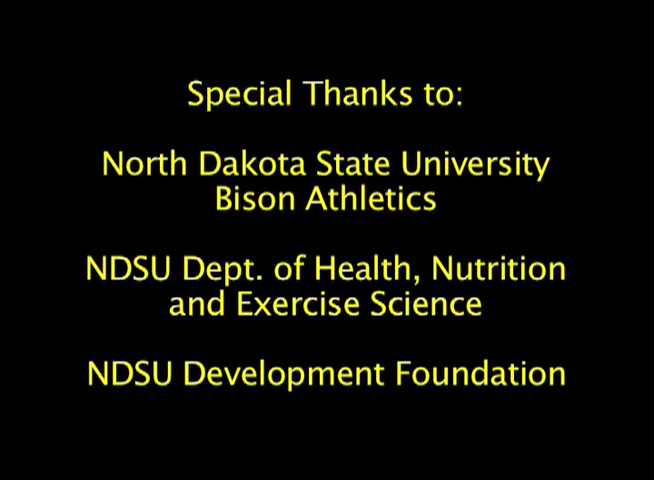 Special Thanks to:
North Dakota State University
Bison Athletics
NDSU Dept. of Health, Nutrition
and Exercise Science
NDSU Development Foundation